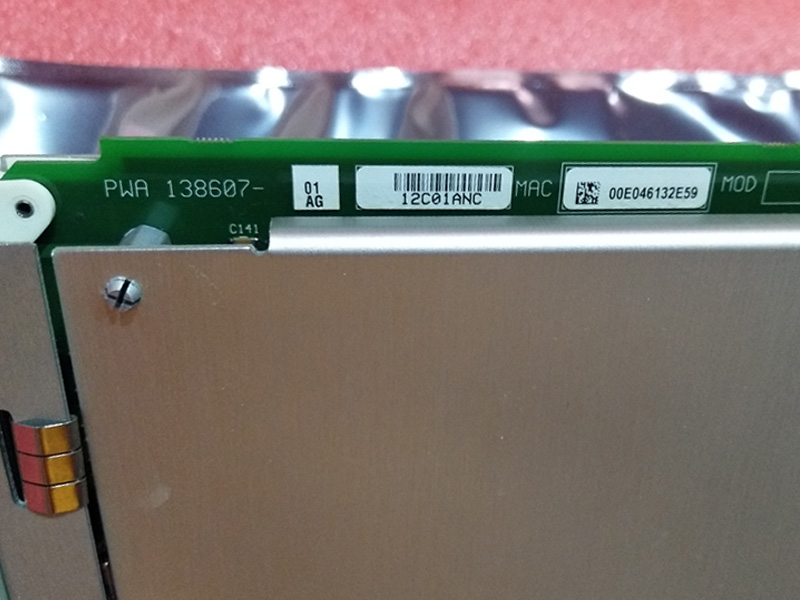 PWA 138607-
01
AG
12C01ANC
MAC
00E046132E59
MOD
C141